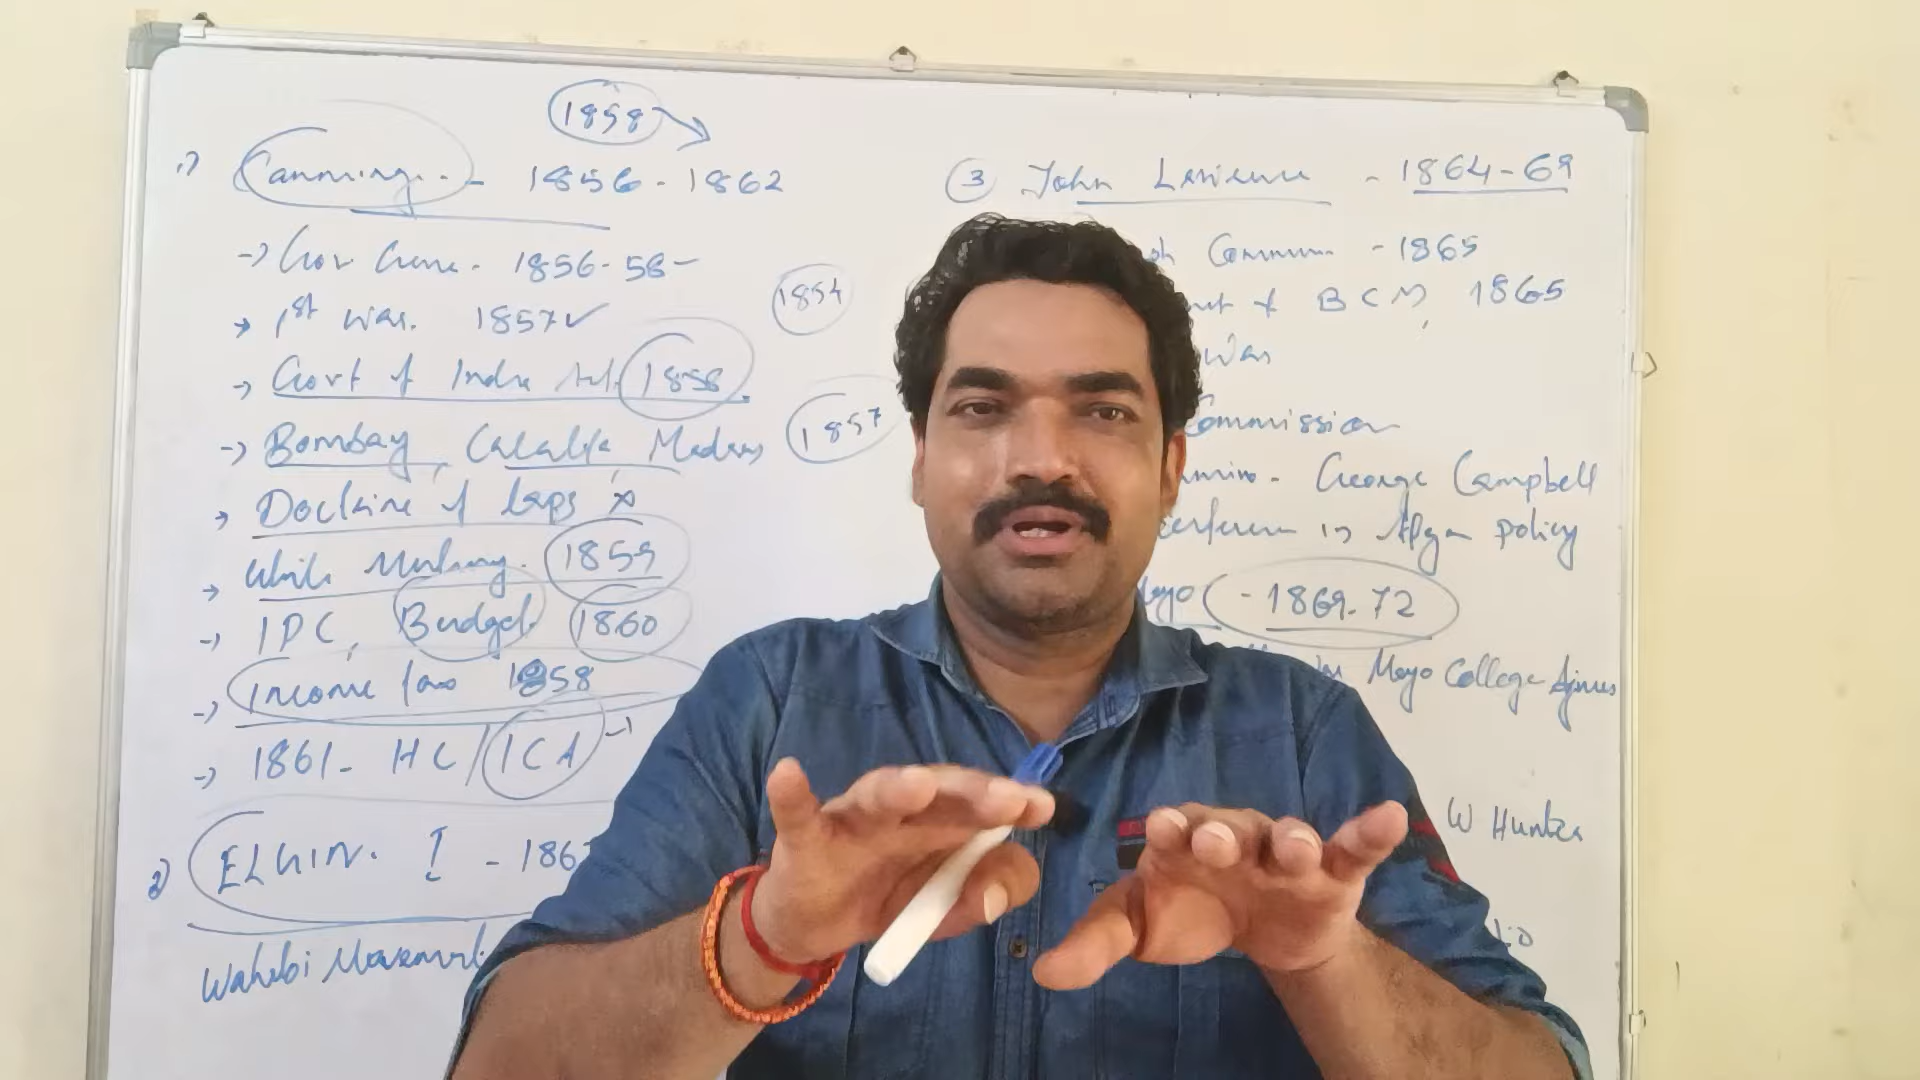 1858
1) Canning - 1856-1862
→ Gov Gene. 1856-58-
→ 1st War. 1857✓
1854
→ Govt of India Act 1858.
→ Bombay, Calcutta Madras 1857
→ Doctrine of laps x
→ White Mutiny. 1859
→ IPC, Budget 1860
→ Income tax 1858
→ 1861- HC/ICA
2) ELGIN. I - 186
Wahabi Movement
③ John - 1864-69
Commun - 1865
BCM, 1865
War
Commission
George Campbell
in Afgan policy
ayo - 1869-72
Mayo College Ajmer
W Hunter